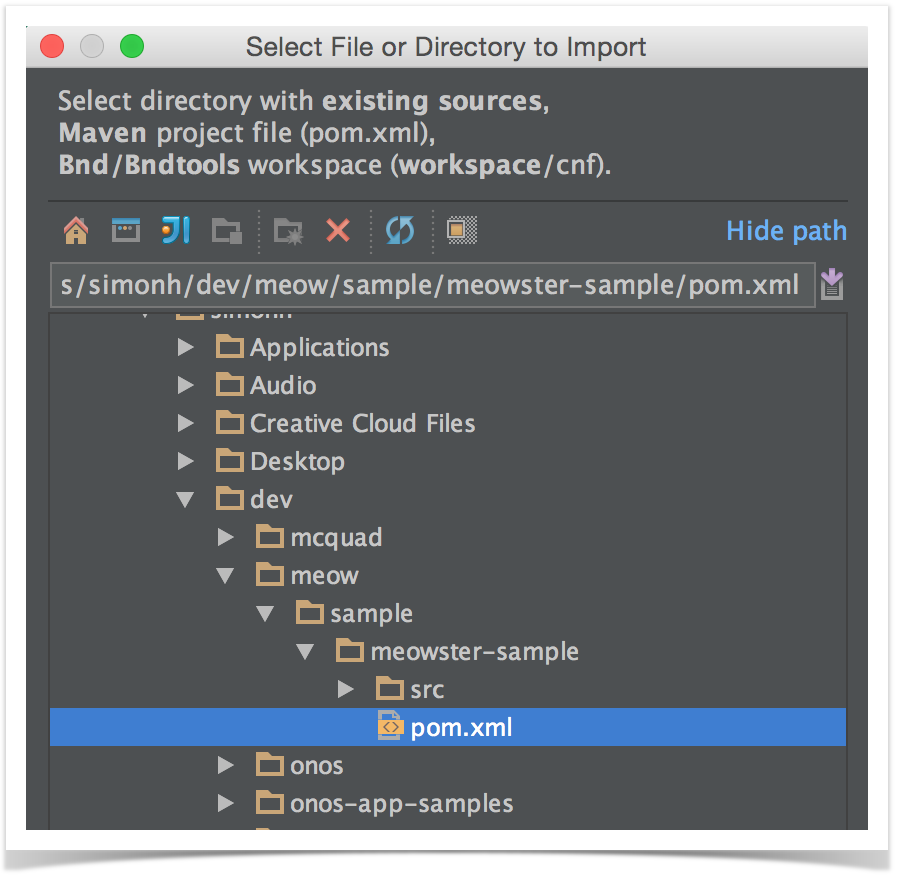 Select File or Directory to Import
Select directory with existing sources,
Maven project file (pom.xml),
Bnd/Bndtools workspace (workspace/cnf).
Hide path
s/simonh/dev/meow/sample/meowster-sample/pom.xml
simonh
Applications
Audio
Creative Cloud Files
Desktop
dev
mcquad
meow
sample
meowster-sample
src
pom.xml
onos
onos-app-samples